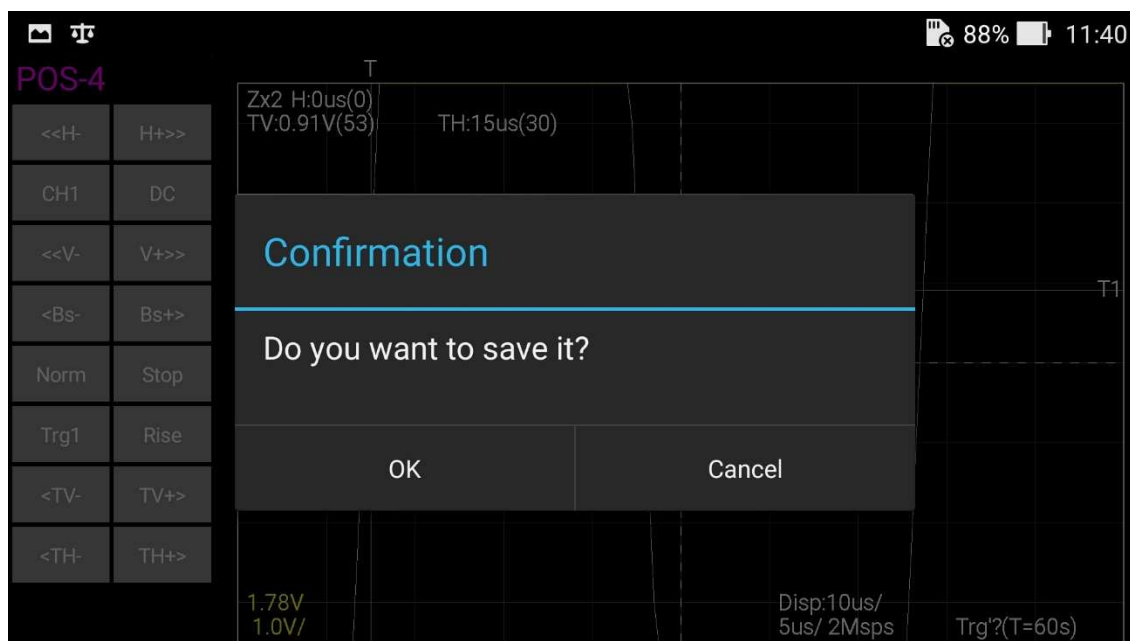 88% 11:40
POS-4
T
Zx2 H:0us(0)
TV:0.91V(53) TH:15us(30)
<<H- H+>>
CH1 DC
<<V- V+>>
<Bs- Bs+>
Norm Stop
Trg1 Rise
<TV- TV+>
<TH- TH+>
Confirmation
Do you want to save it?
OK Cancel
T1
1.78V
1.0V/
Disp:10us/
5us/ 2Msps
Trg'?(T=60s)